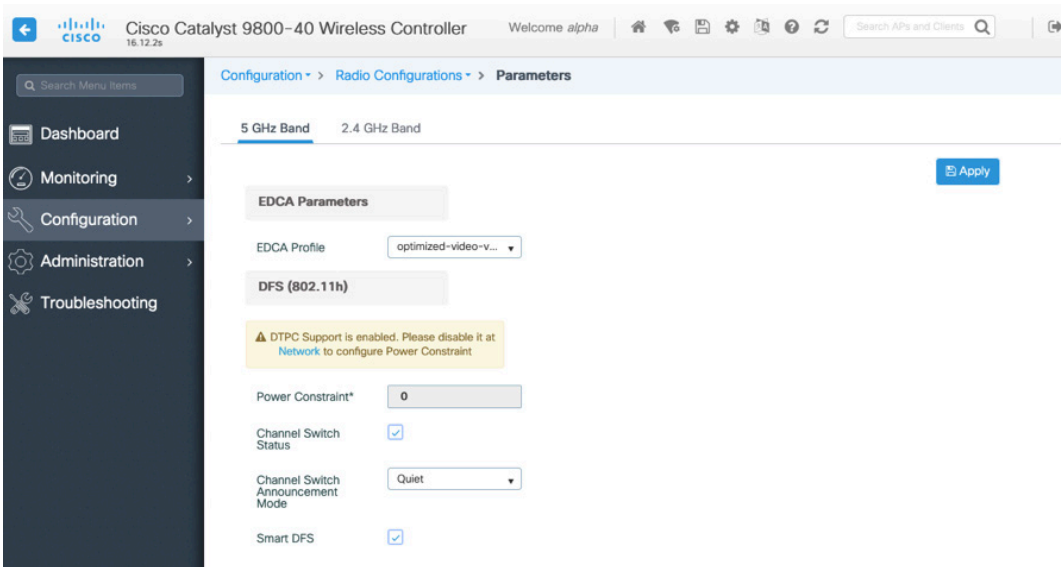 CISCO
Cisco Catalyst 9800-40 Wireless Controller
16.12.2s
Welcome alpha
Search APs and Clients
Search Menu Items
Dashboard
Monitoring
Configuration
Administration
Troubleshooting
Configuration > Radio Configurations > Parameters
5 GHz Band 2.4 GHz Band
Apply
EDCA Parameters
EDCA Profile optimized-video-v...
DFS (802.11h)
DTPC Support is enabled. Please disable it at
Network to configure Power Constraint
Power Constraint* 0
Channel Switch
Status
Channel Switch
Announcement
Mode
Quiet
Smart DFS